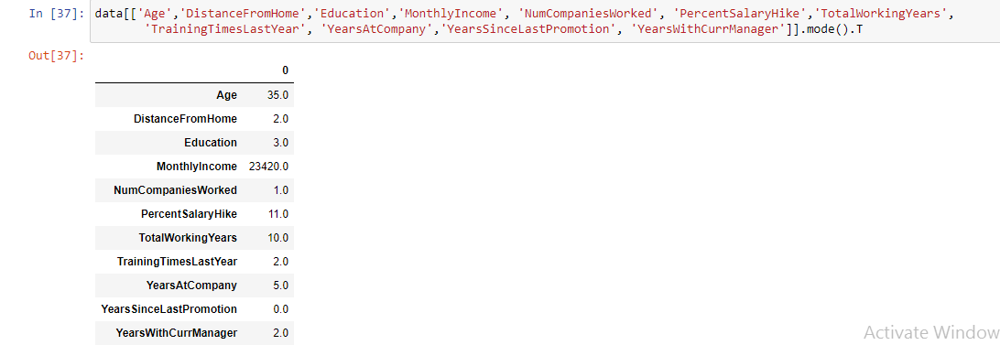 In [37]: data[['Age','DistanceFromHome','Education','MonthlyIncome', 'NumCompaniesWorked', 'PercentSalaryHike','TotalWorkingYears',
'TrainingTimesLastYear', 'YearsAtCompany','YearsSinceLastPromotion', 'YearsWithCurrManager']].mode().T
Out[37]:
0
Age 35.0
DistanceFromHome 2.0
Education 3.0
MonthlyIncome 23420.0
NumCompaniesWorked 1.0
PercentSalaryHike 11.0
TotalWorkingYears 10.0
TrainingTimesLastYear 2.0
YearsAtCompany 5.0
YearsSinceLastPromotion 0.0
YearsWithCurrManager 2.0
Activate Window